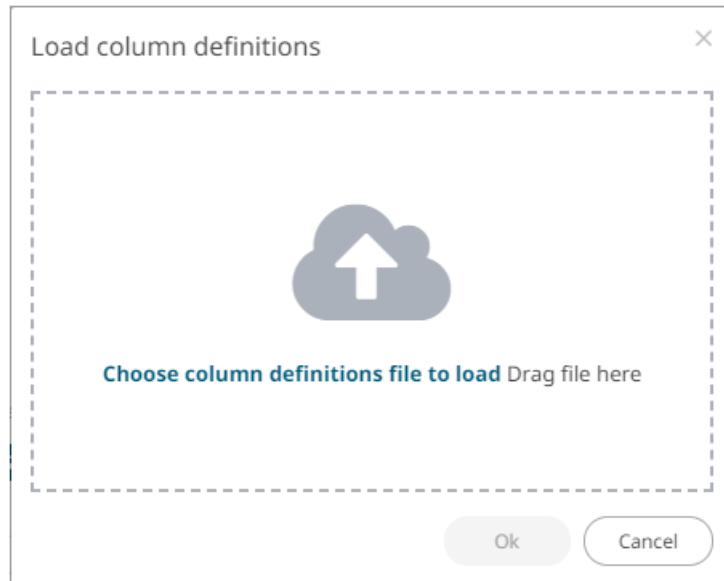 Load column definitions
Choose column definitions file to load Drag file here
Ok Cancel